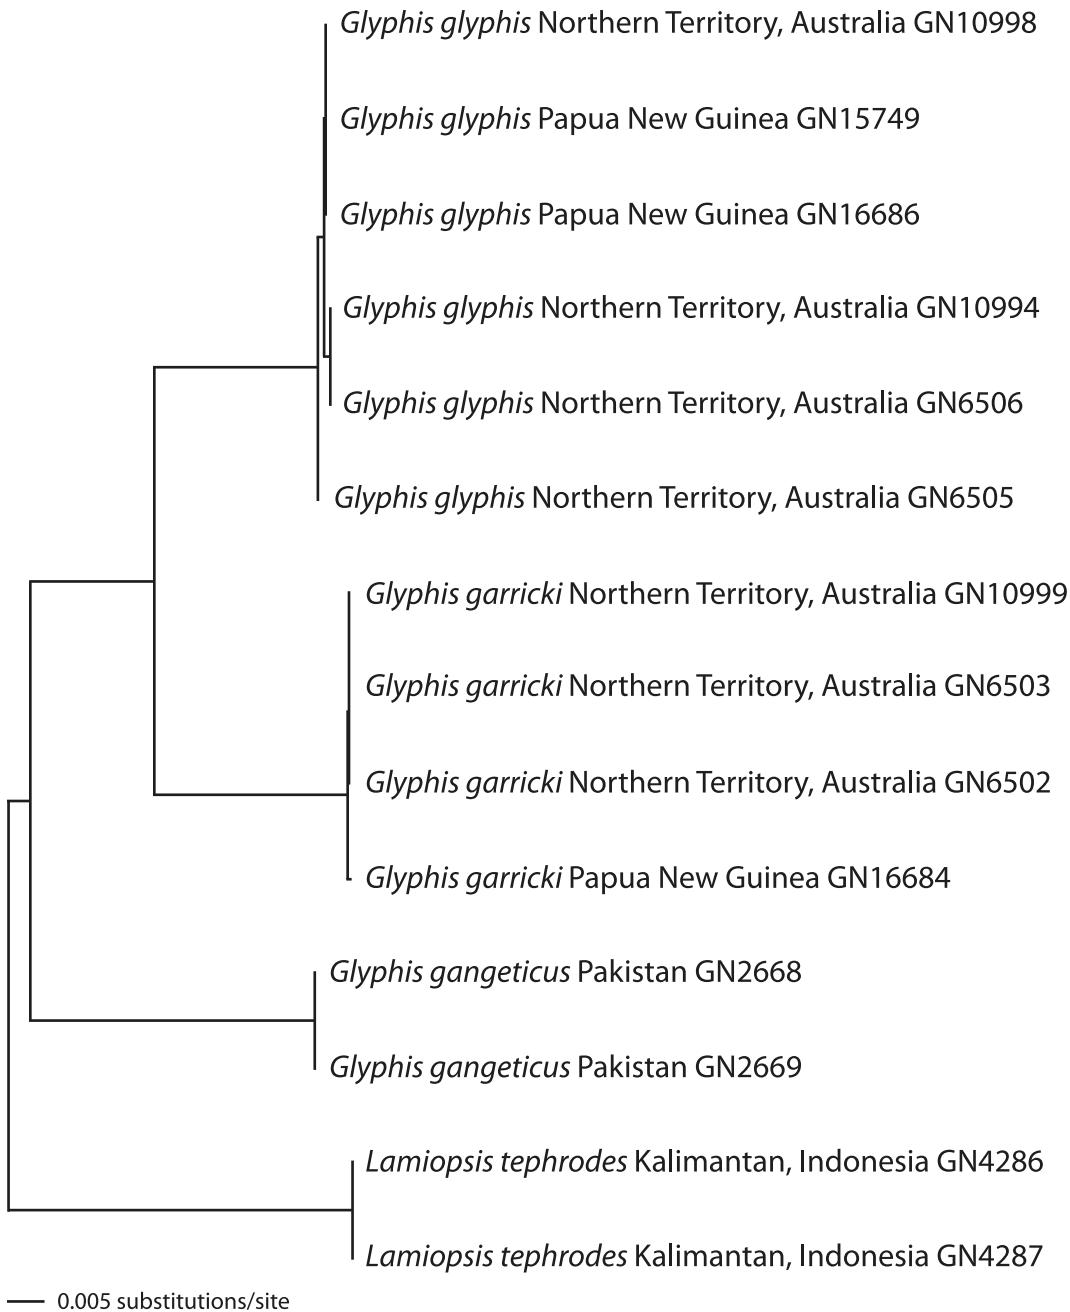 Glyphis glyphis Northern Territory, Australia GN10998
Glyphis glyphis Papua New Guinea GN15749
Glyphis glyphis Papua New Guinea GN16686
Glyphis glyphis Northern Territory, Australia GN10994
Glyphis glyphis Northern Territory, Australia GN6506
Glyphis glyphis Northern Territory, Australia GN6505
Glyphis garricki Northern Territory, Australia GN10999
Glyphis garricki Northern Territory, Australia GN6503
Glyphis garricki Northern Territory, Australia GN6502
Glyphis garricki Papua New Guinea GN16684
Glyphis gangeticus Pakistan GN2668
Glyphis gangeticus Pakistan GN2669
Lamiopsis tephrodes Kalimantan, Indonesia GN4286
Lamiopsis tephrodes Kalimantan, Indonesia GN4287
0.005 substitutions/site